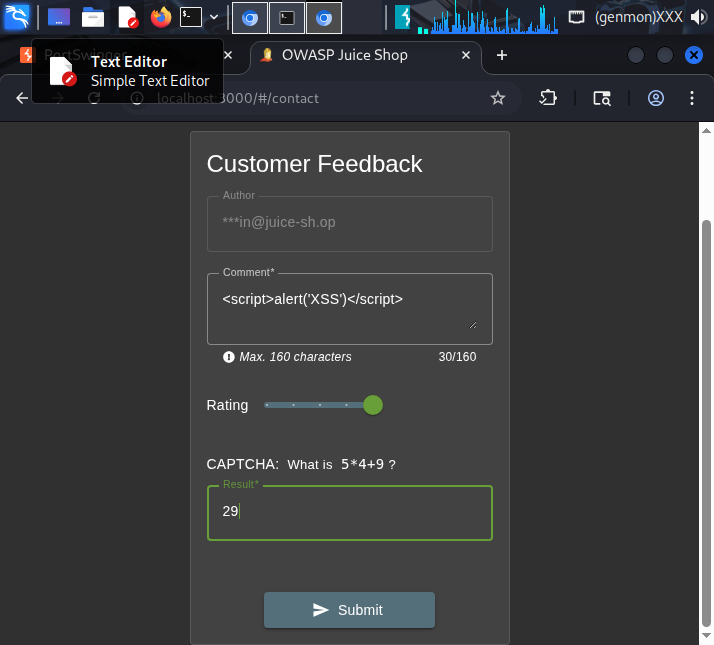 (genmon)XXX
PortSwigger
OWASP Juice Shop
Text Editor
Simple Text Editor
localhost:3000/#/contact
Customer Feedback
Author
***in@juice-sh.op
Comment*
<script>alert('XSS')</script>
Max. 160 characters 30/160
Rating
CAPTCHA: What is 5*4+9 ?
Result*
29
Submit